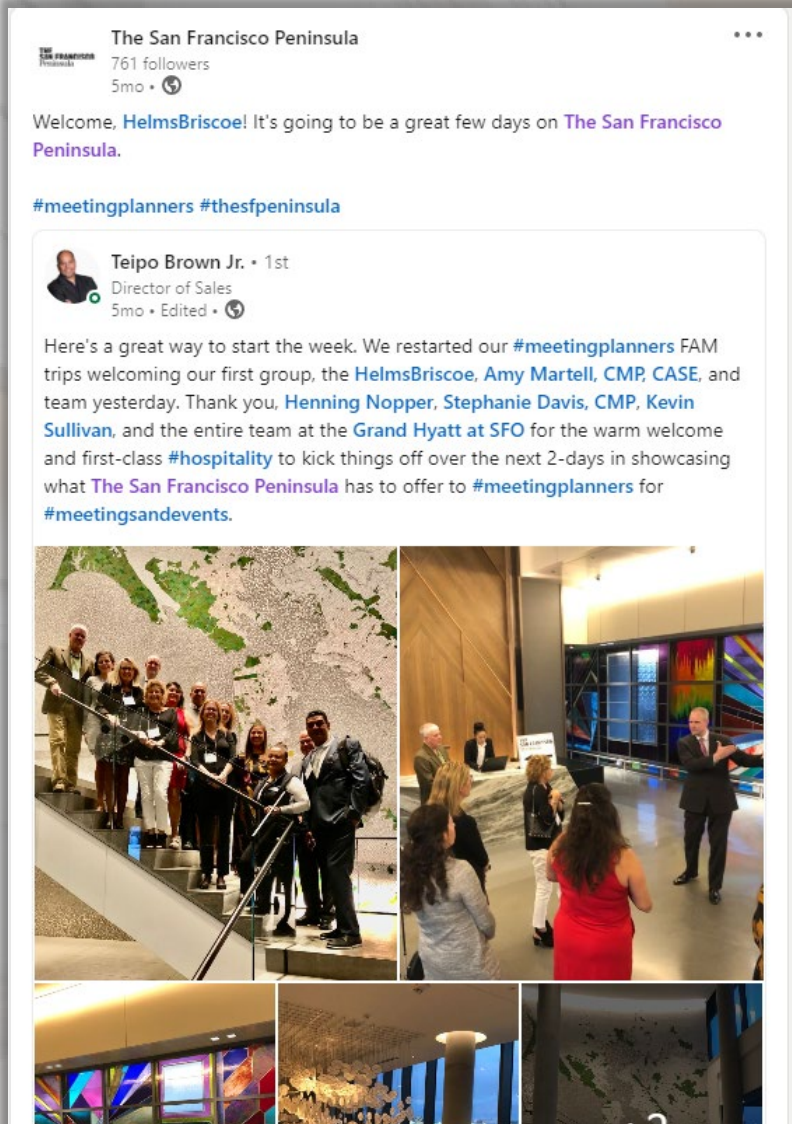 The San Francisco Peninsula
THE
SAN FRANCISCO
Peninsula
761 followers
5mo •
Welcome, HelmsBriscoe! It's going to be a great few days on The San Francisco
Peninsula.
#meetingplanners #thesfpeninsula
Teipo Brown Jr. • 1st
Director of Sales
5mo • Edited •
Here's a great way to start the week. We restarted our #meetingplanners FAM
trips welcoming our first group, the HelmsBriscoe, Amy Martell, CMP, CASE, and
team yesterday. Thank you, Henning Nopper, Stephanie Davis, CMP, Kevin
Sullivan, and the entire team at the Grand Hyatt at SFO for the warm welcome
and first-class #hospitality to kick things off over the next 2-days in showcasing
what The San Francisco Peninsula has to offer to #meetingplanners for
#meetingsandevents.